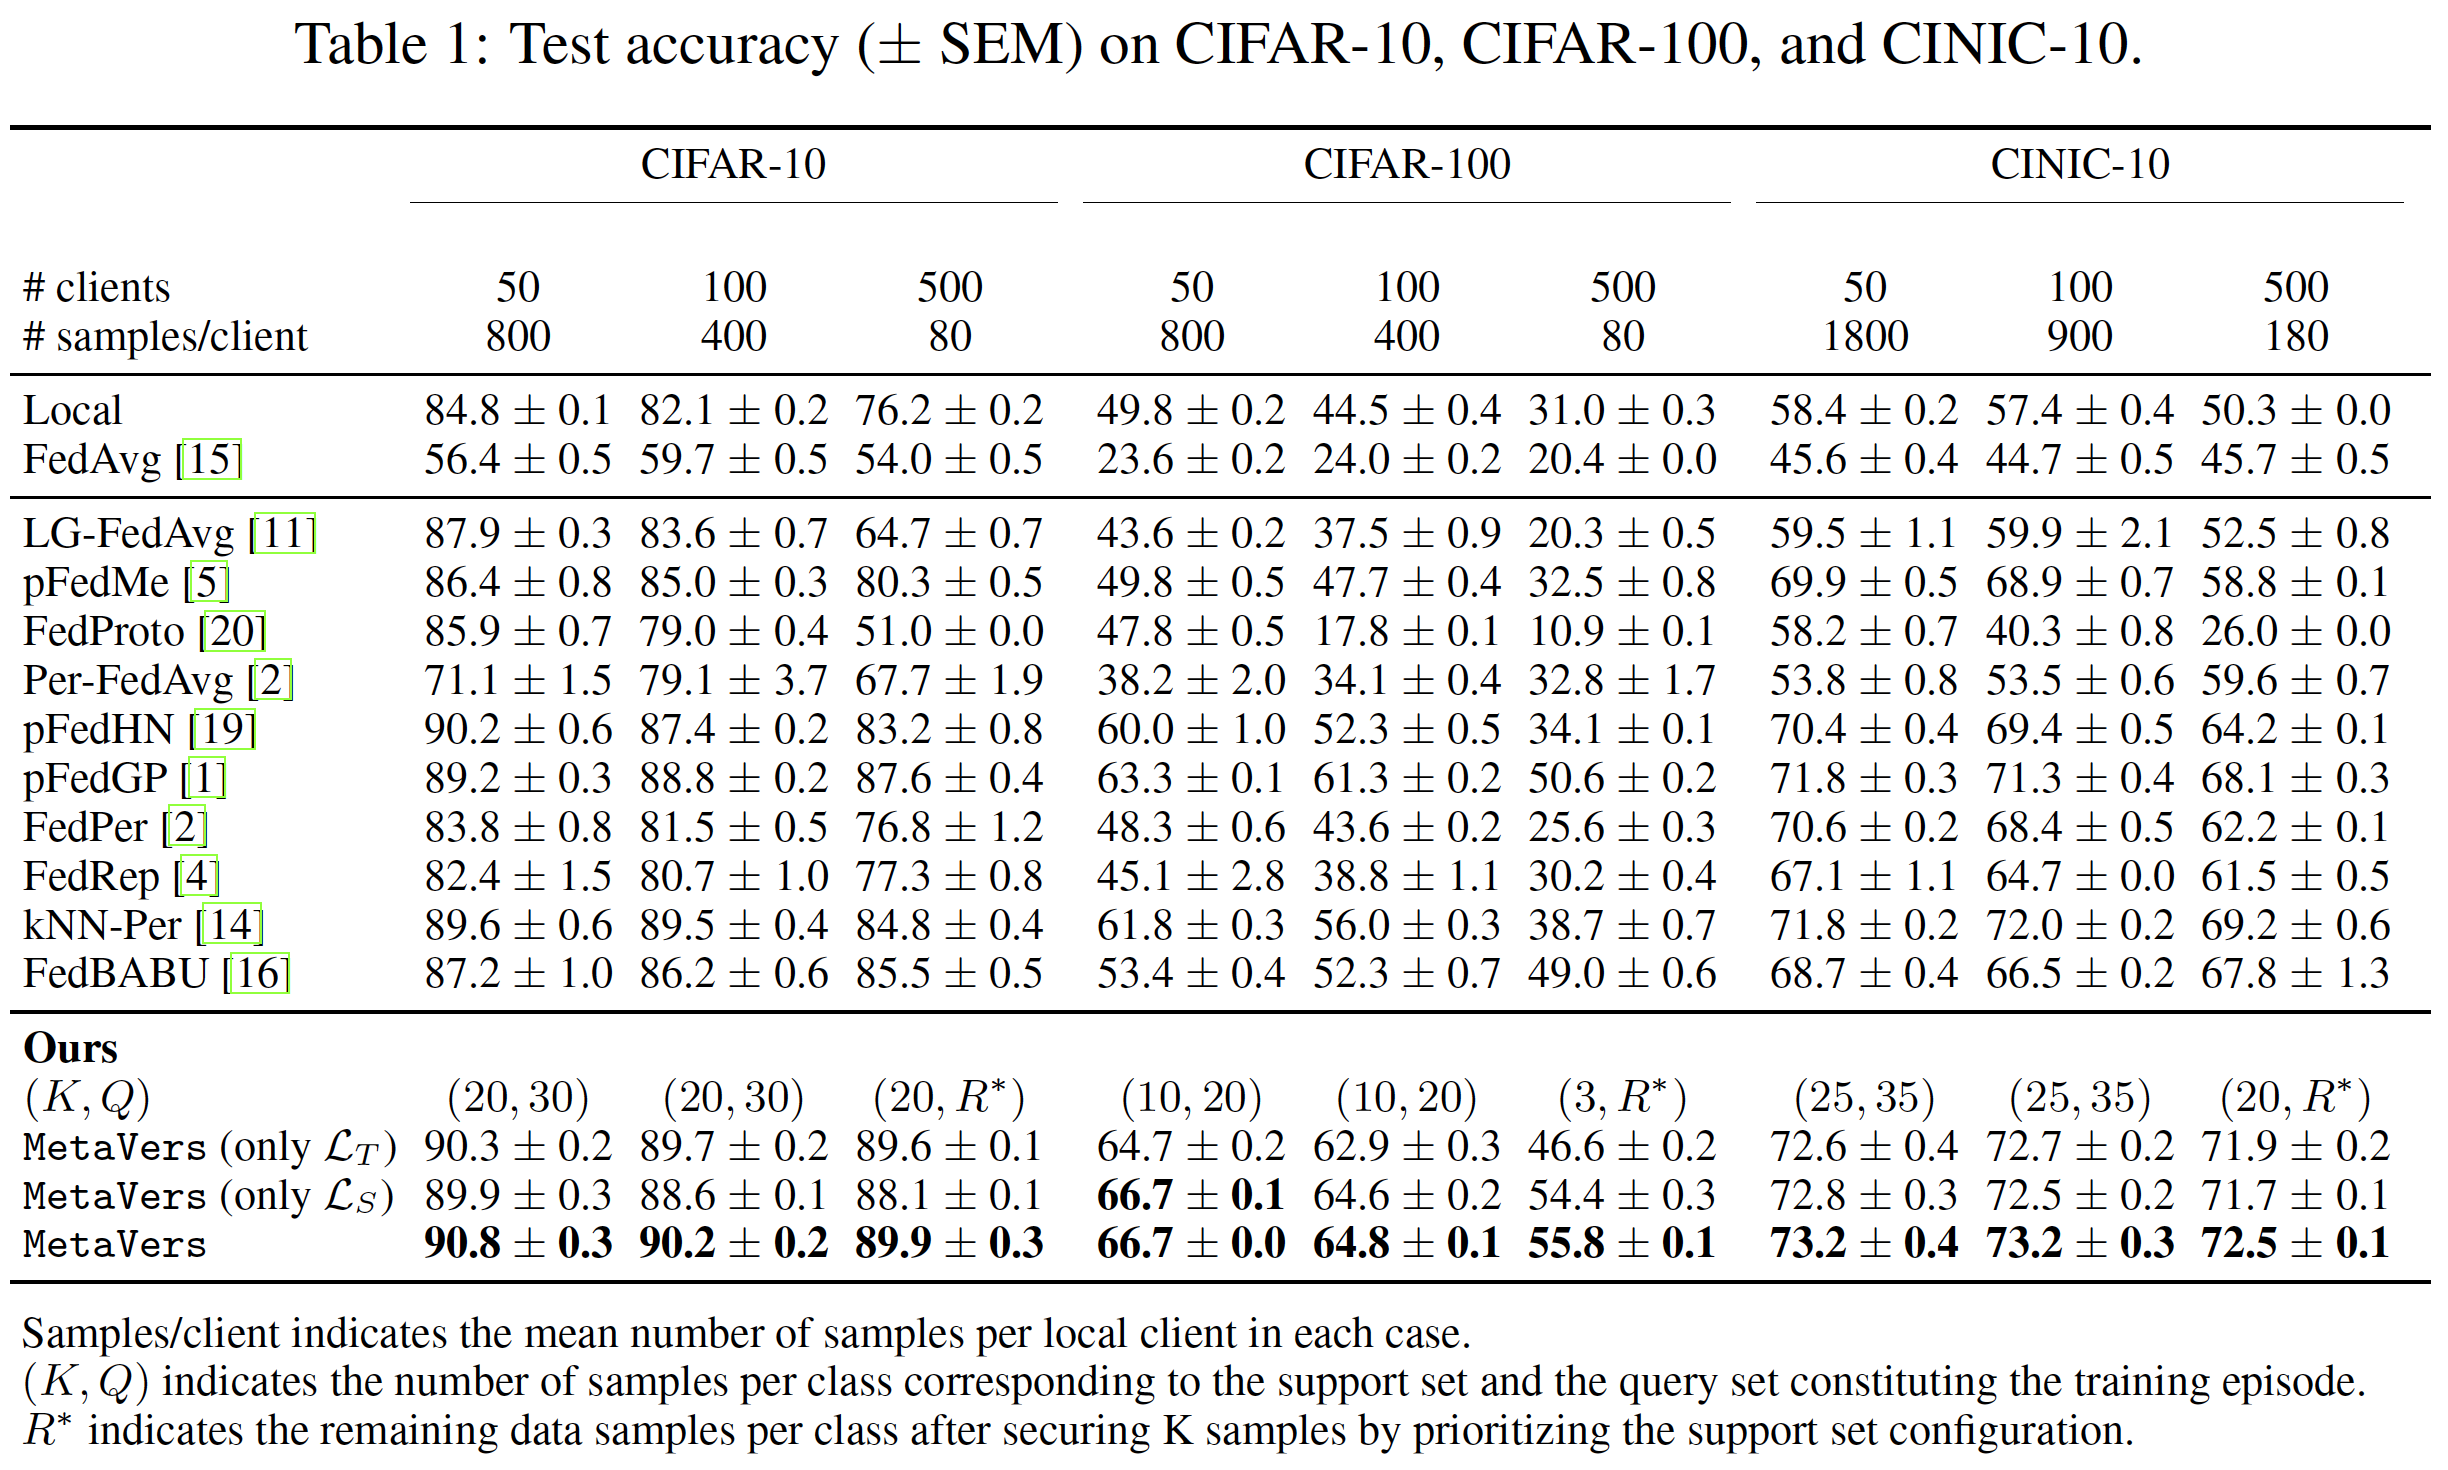 Table 1: Test accuracy (± SEM) on CIFAR-10, CIFAR-100, and CINIC-10.
CIFAR-10 CIFAR-100 CINIC-10
# clients 50 100 500 50 100 500 50 100 500
# samples/client 800 400 80 800 400 80 1800 900 180
Local 84.8 ± 0.1 82.1 ± 0.2 76.2 ± 0.2 49.8 ± 0.2 44.5 ± 0.4 31.0 ± 0.3 58.4 ± 0.2 57.4 ± 0.4 50.3 ± 0.0
FedAvg [15] 56.4 ± 0.5 59.7 ± 0.5 54.0 ± 0.5 23.6 ± 0.2 24.0 ± 0.2 20.4 ± 0.0 45.6 ± 0.4 44.7 ± 0.5 45.7 ± 0.5
LG-FedAvg [11] 87.9 ± 0.3 83.6 ± 0.7 64.7 ± 0.7 43.6 ± 0.2 37.5 ± 0.9 20.3 ± 0.5 59.5 ± 1.1 59.9 ± 2.1 52.5 ± 0.8
pFedMe [5] 86.4 ± 0.8 85.0 ± 0.3 80.3 ± 0.5 49.8 ± 0.5 47.7 ± 0.4 32.5 ± 0.8 69.9 ± 0.5 68.9 ± 0.7 58.8 ± 0.1
FedProto [20] 85.9 ± 0.7 79.0 ± 0.4 51.0 ± 0.0 47.8 ± 0.5 17.8 ± 0.1 10.9 ± 0.1 58.2 ± 0.7 40.3 ± 0.8 26.0 ± 0.0
Per-FedAvg [2] 71.1 ± 1.5 79.1 ± 3.7 67.7 ± 1.9 38.2 ± 2.0 34.1 ± 0.4 32.8 ± 1.7 53.8 ± 0.8 53.5 ± 0.6 59.6 ± 0.7
pFedHN [19] 90.2 ± 0.6 87.4 ± 0.2 83.2 ± 0.8 60.0 ± 1.0 52.3 ± 0.5 34.1 ± 0.1 70.4 ± 0.4 69.4 ± 0.5 64.2 ± 0.1
pFedGP [1] 89.2 ± 0.3 88.8 ± 0.2 87.6 ± 0.4 63.3 ± 0.1 61.3 ± 0.2 50.6 ± 0.2 71.8 ± 0.3 71.3 ± 0.4 68.1 ± 0.3
FedPer [2] 83.8 ± 0.8 81.5 ± 0.5 76.8 ± 1.2 48.3 ± 0.6 43.6 ± 0.2 25.6 ± 0.3 70.6 ± 0.2 68.4 ± 0.5 62.2 ± 0.1
FedRep [4] 82.4 ± 1.5 80.7 ± 1.0 77.3 ± 0.8 45.1 ± 2.8 38.8 ± 1.1 30.2 ± 0.4 67.1 ± 1.1 64.7 ± 0.0 61.5 ± 0.5
kNN-Per [14] 89.6 ± 0.6 89.5 ± 0.4 84.8 ± 0.4 61.8 ± 0.3 56.0 ± 0.3 38.7 ± 0.7 71.8 ± 0.2 72.0 ± 0.2 69.2 ± 0.6
FedBABU [16] 87.2 ± 1.0 86.2 ± 0.6 85.5 ± 0.5 53.4 ± 0.4 52.3 ± 0.7 49.0 ± 0.6 68.7 ± 0.4 66.5 ± 0.2 67.8 ± 1.3
Ours
(K, Q) (20, 30) (20, 30) (20, R*) (10, 20) (10, 20) (3, R*) (25, 35) (25, 35) (20, R*)
MetaVers (only ℒ_T) 90.3 ± 0.2 89.7 ± 0.2 89.6 ± 0.1 64.7 ± 0.2 62.9 ± 0.3 46.6 ± 0.2 72.6 ± 0.4 72.7 ± 0.2 71.9 ± 0.2
MetaVers (only ℒ_S) 89.9 ± 0.3 88.6 ± 0.1 88.1 ± 0.1 66.7 ± 0.1 64.6 ± 0.2 54.4 ± 0.3 72.8 ± 0.3 72.5 ± 0.2 71.7 ± 0.1
MetaVers 90.8 ± 0.3 90.2 ± 0.2 89.9 ± 0.3 66.7 ± 0.0 64.8 ± 0.1 55.8 ± 0.1 73.2 ± 0.4 73.2 ± 0.3 72.5 ± 0.1
Samples/client indicates the mean number of samples per local client in each case.
(K, Q) indicates the number of samples per class corresponding to the support set and the query set constituting the training episode.
R* indicates the remaining data samples per class after securing K samples by prioritizing the support set configuration.